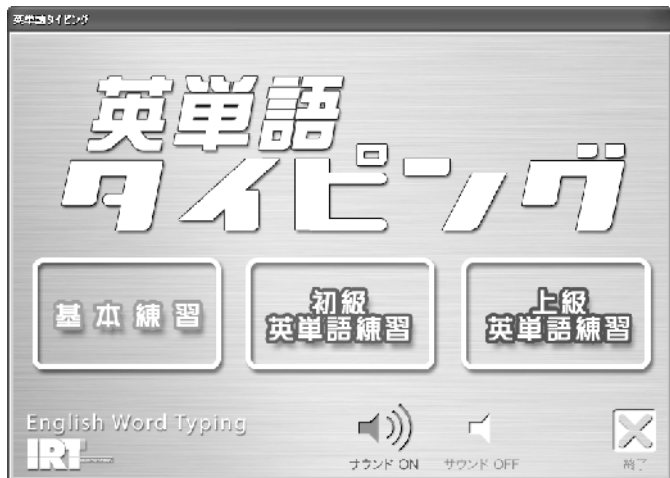 英単語タイピング
英単語
タイピング
基本練習
初級
英単語練習
上級
英単語練習
English Word Typing
IRT
サウンド ON
サウンド OFF
終了